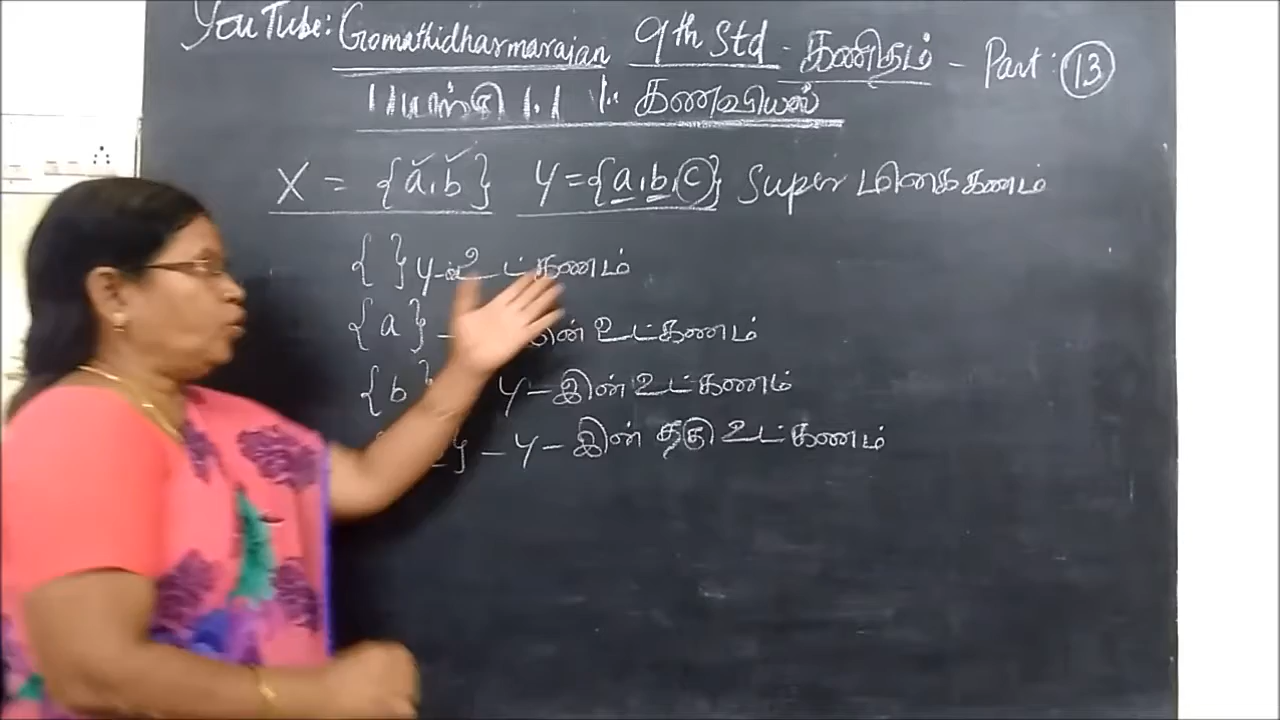 YouTube: Gomathidharmarajan 9th Std - கணிதம் - Part: 13
1.1 கணவியல்
X = {a, b} Y = {a, b, c} Super மிகை கணம்
{ } Y - உட்கணம்
{a} - இன் உட்கணம்
{b Y - இன் உட்கணம்
} - Y - இன் தகு உட்கணம்